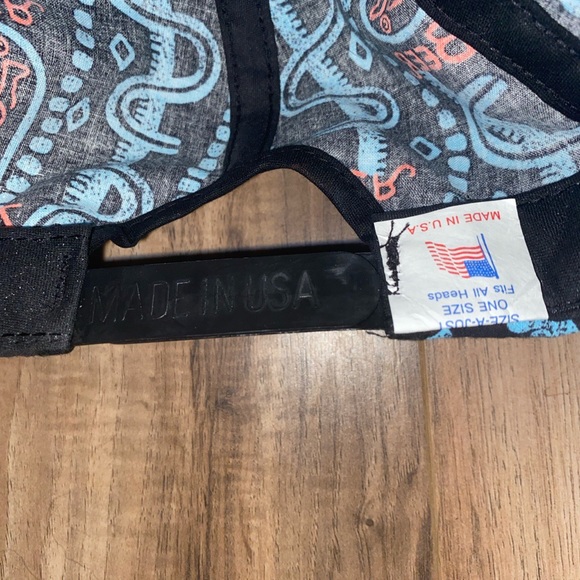 MADE IN USA
SIZE-A-JUST
ONE SIZE
Fits All Heads
MADE IN U.S.A